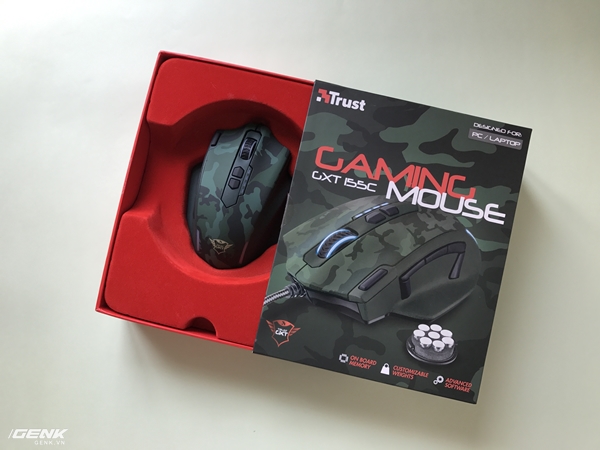 Trust
DESIGNED FOR:
PC / LAPTOP
GAMING
GXT 155C
MOUSE
GXT
ON BOARD
MEMORY
CUSTOMIZABLE
WEIGHTS
ADVANCED
SOFTWARE
GENK
GENK.VN